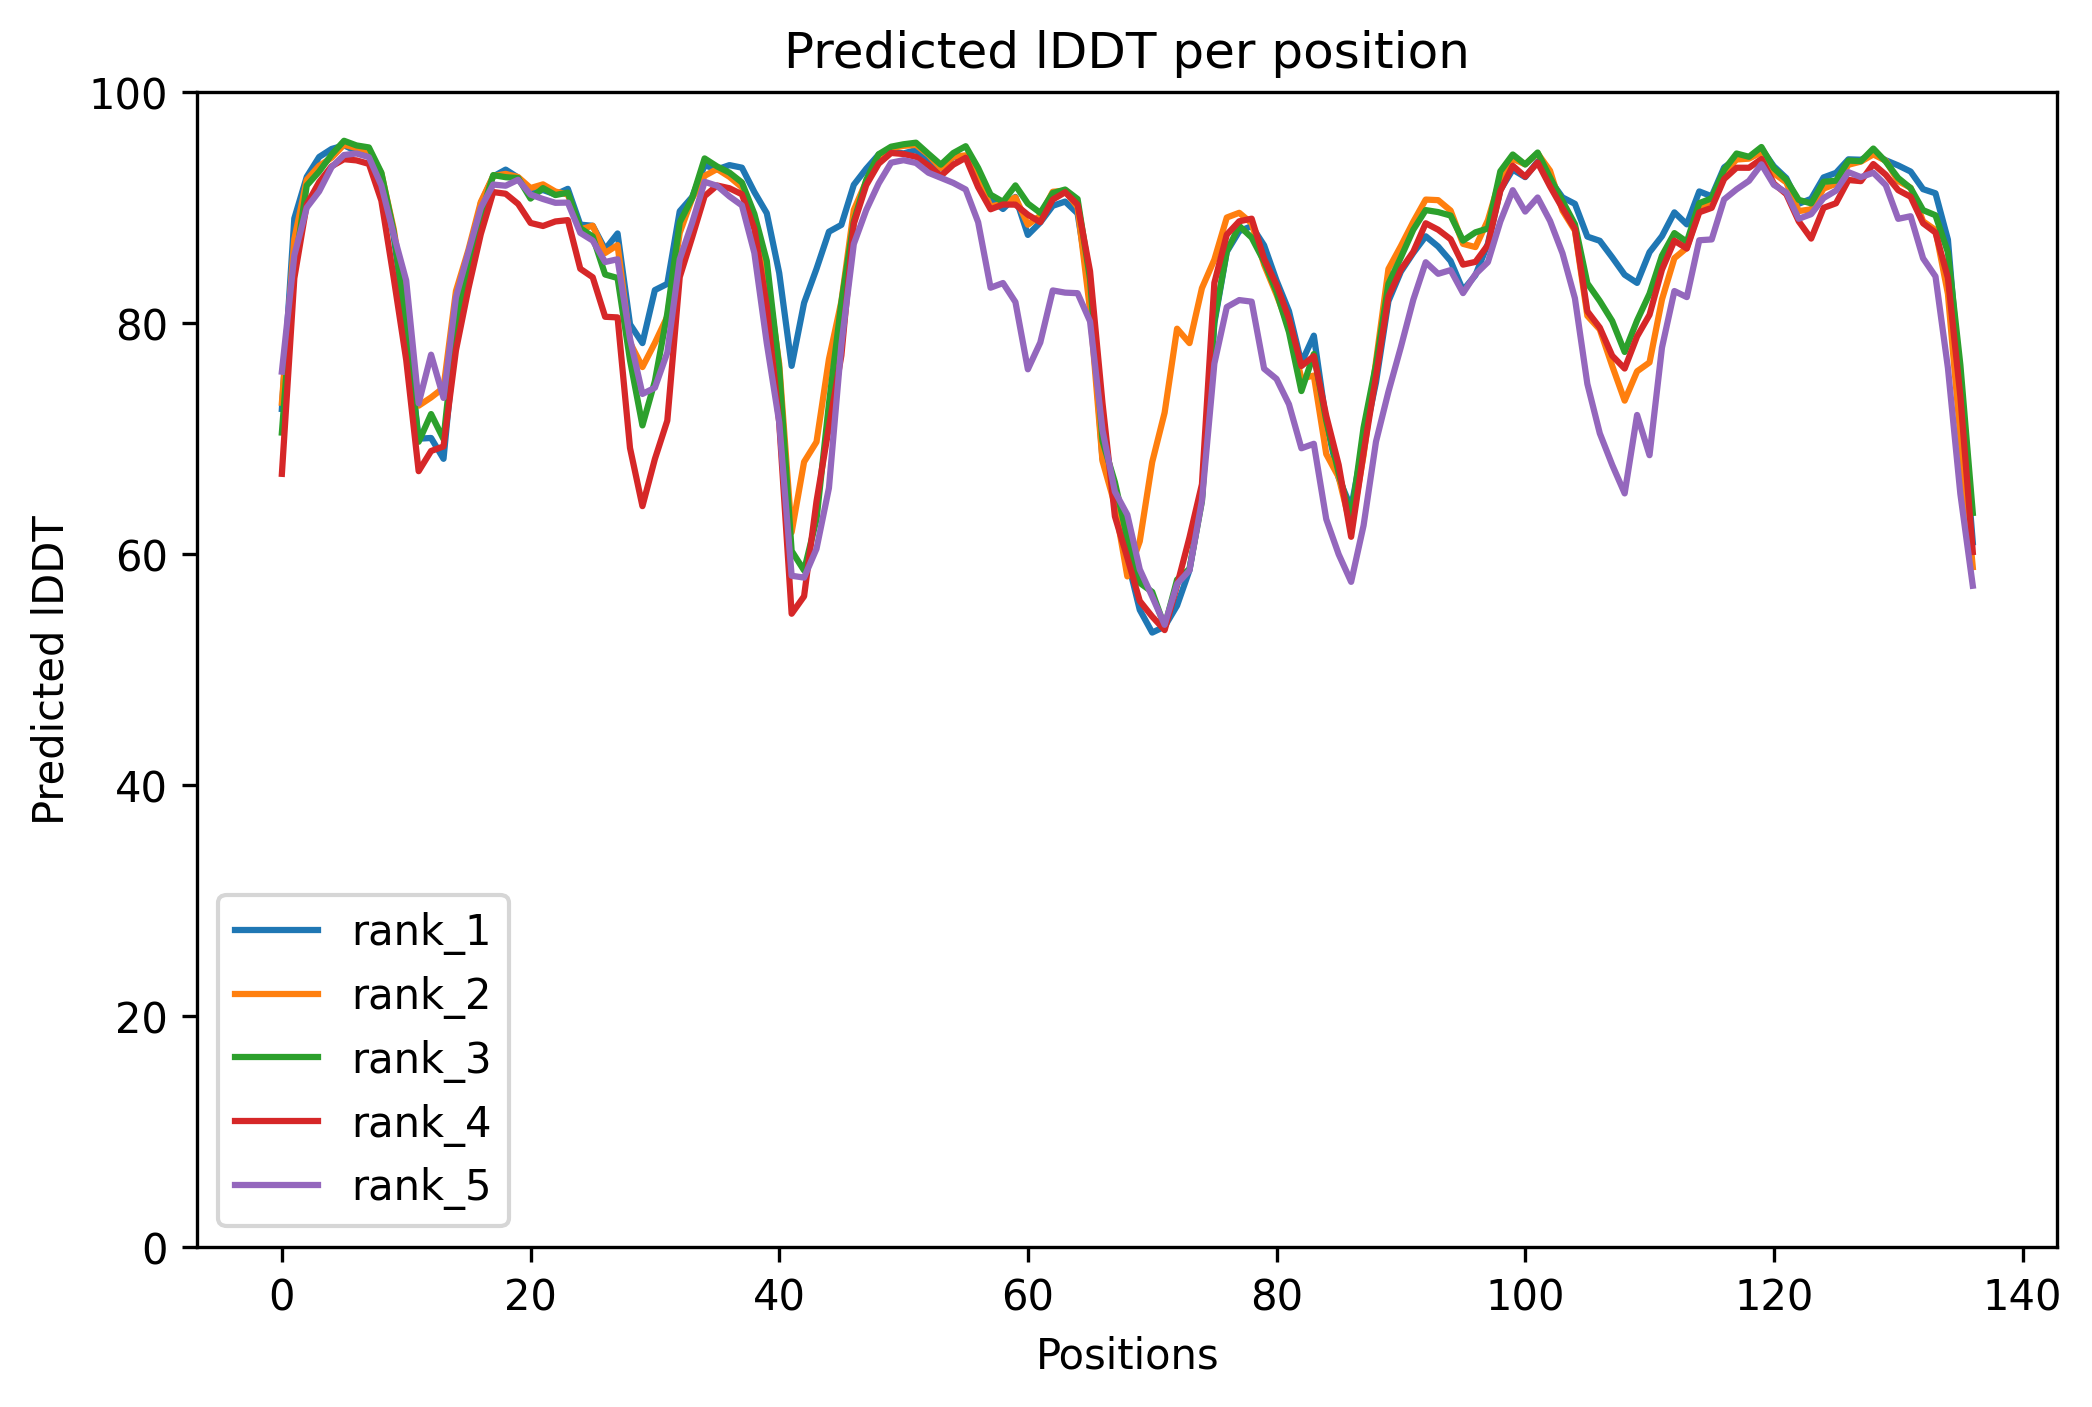 Predicted lDDT per position
100
80
60
40
20
0
Predicted lDDT
rank_1
rank_2
rank_3
rank_4
rank_5
0 20 40 60 80 100 120 140
Positions